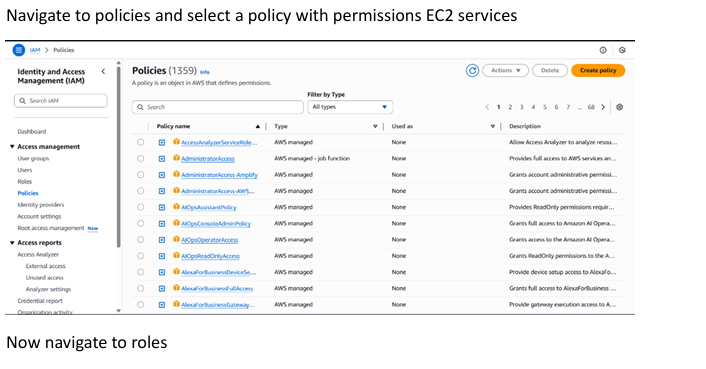 Navigate to policies and select a policy with permissions EC2 services
IAM > Policies
Identity and Access
Management (IAM)
Search IAM
Dashboard
Access management
User groups
Users
Roles
Policies
Identity providers
Account settings
Root access management New
Access reports
Access Analyzer
External access
Unused access
Analyzer settings
Credential report
Organization activity
Policies (1359) Info
A policy is an object in AWS that defines permissions.
Actions
Delete
Create policy
Filter by Type
Search
All types
1 2 3 4 5 6 7 ... 68
Policy name Type Used as Description
AccessAnalyzerServiceRole... AWS managed None Allow Access Analyzer to analyze resou...
AdministratorAccess AWS managed - job function None Provides full access to AWS services an...
AdministratorAccess-Amplify AWS managed None Grants account administrative permissi...
AdministratorAccess-AWS... AWS managed None Grants account administrative permissi...
AIOpsAssistantPolicy AWS managed None Provides ReadOnly permissions requir...
AIOpsConsoleAdminPolicy AWS managed None Grants full access to Amazon AI Opera...
AIOpsOperatorAccess AWS managed None Grants access to the Amazon AI Opera...
AIOpsReadOnlyAccess AWS managed None Grants ReadOnly permissions to the A...
AlexaForBusinessDeviceSe... AWS managed None Provide device setup access to AlexaFo...
AlexaForBusinessFullAccess AWS managed None Grants full access to AlexaForBusiness ...
AlexaForBusinessGateway... AWS managed None Provide gateway execution access to A...
Now navigate to roles